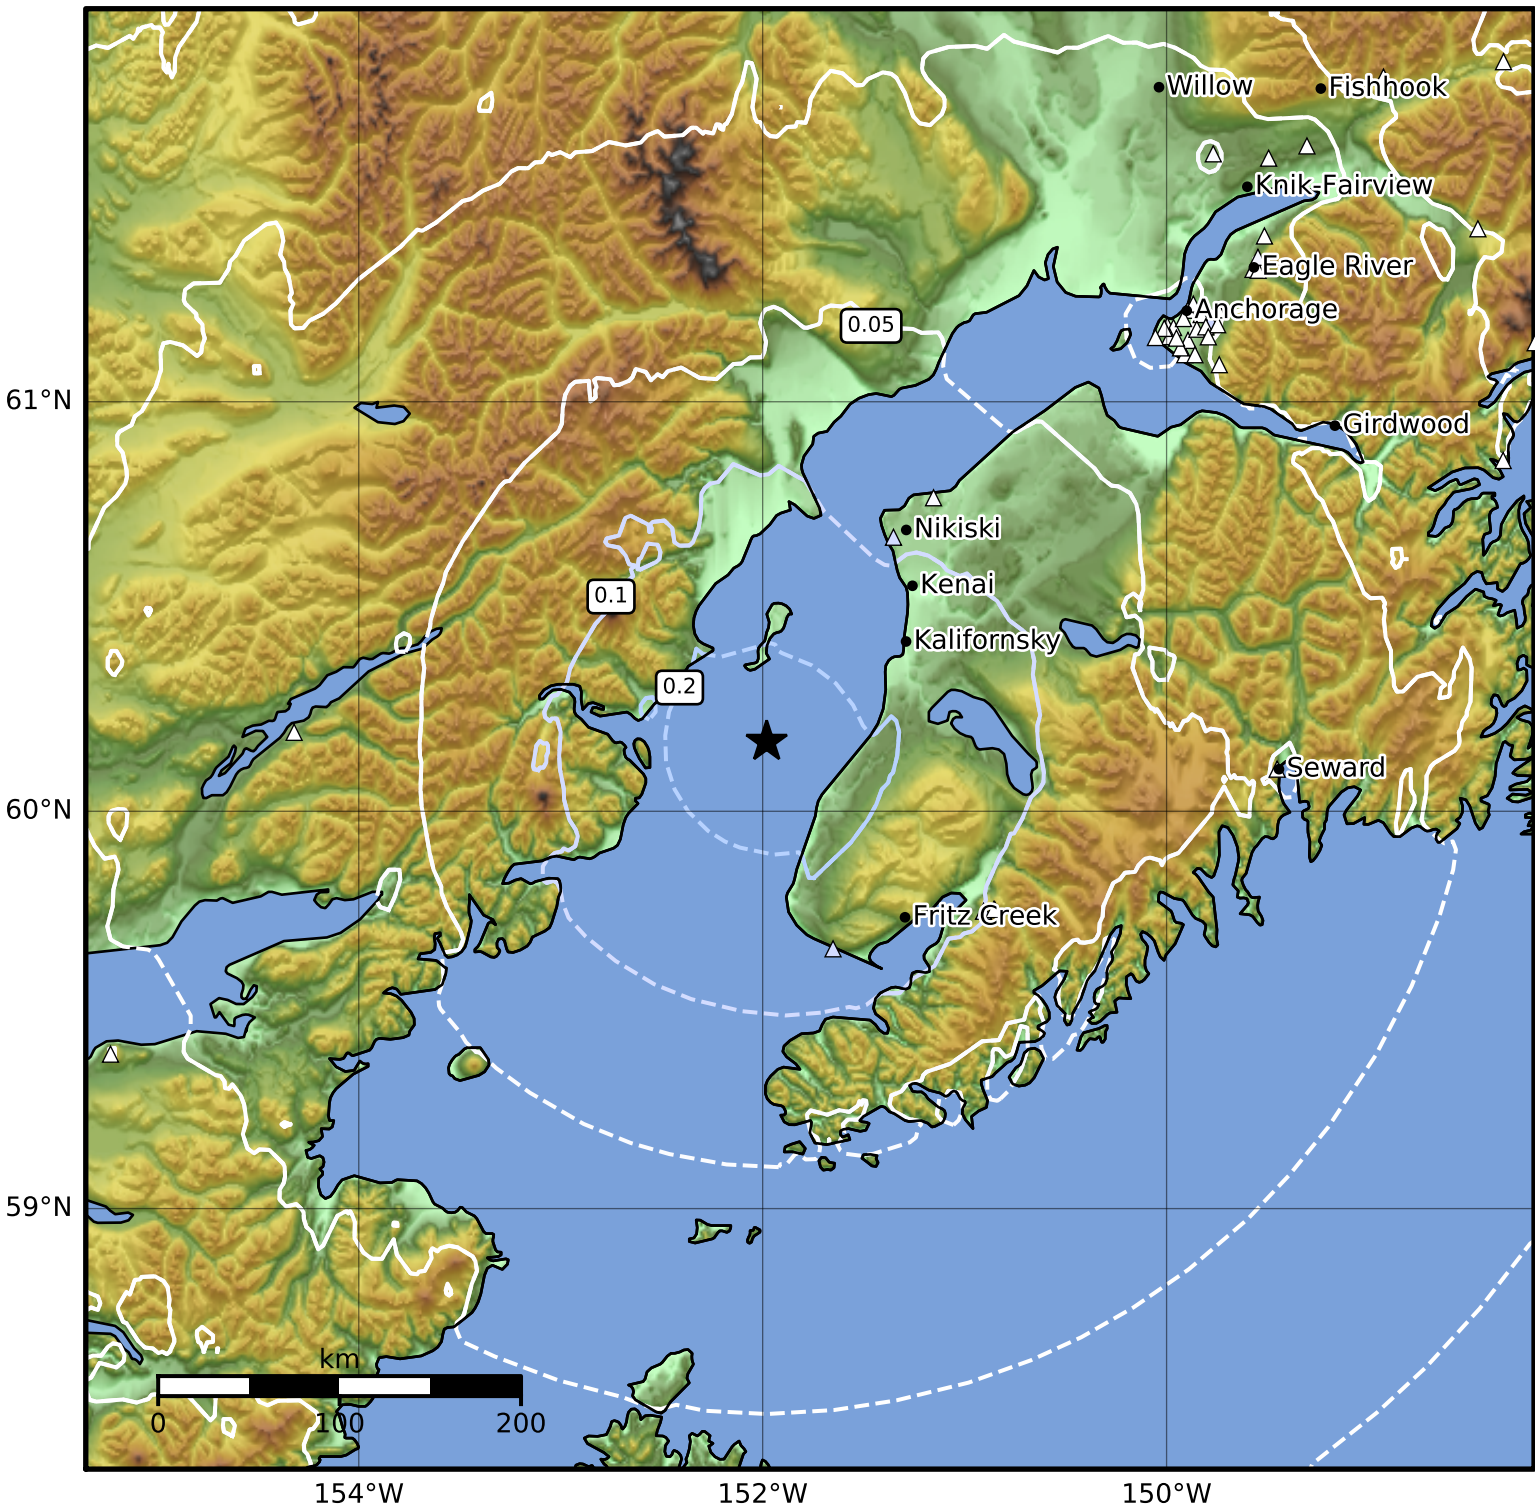 Willow
Fishhook
Knik-Fairview
Eagle River
Anchorage
0.05
61°N
Girdwood
Nikiski
Kenai
0.1
Kalifornsky
0.2
Seward
60°N
Fritz Creek
59°N
km
0 100 200
154°W 152°W 150°W